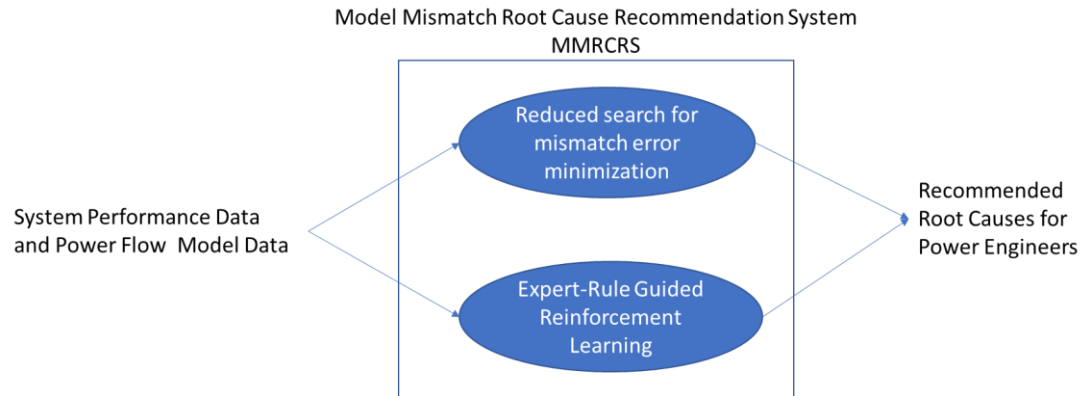 Model Mismatch Root Cause Recommendation System
MMRCRS
Reduced search for
mismatch error
minimization
System Performance Data
and Power Flow Model Data
Recommended
Root Causes for
Power Engineers
Expert-Rule Guided
Reinforcement
Learning